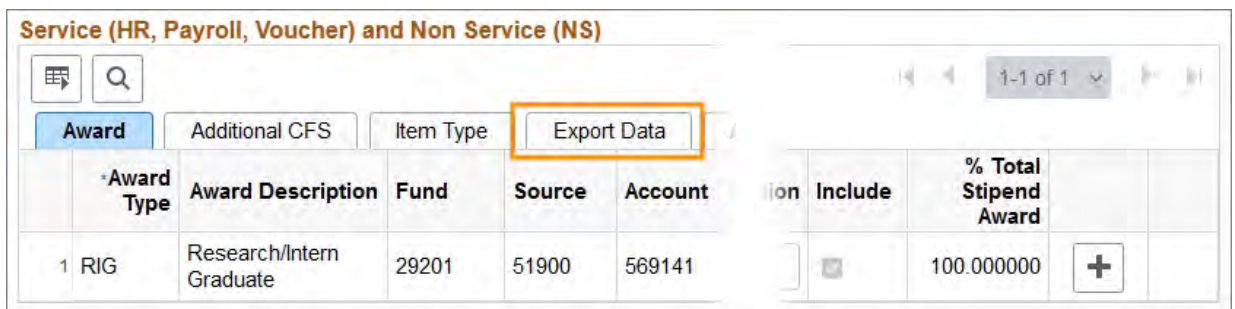 Service (HR, Payroll, Voucher) and Non Service (NS)
1-1 of 1
Award Additional CFS Item Type Export Data
*Award Type Award Description Fund Source Account Include % Total Stipend Award
1 RIG Research/Intern Graduate 29201 51900 569141 100.000000